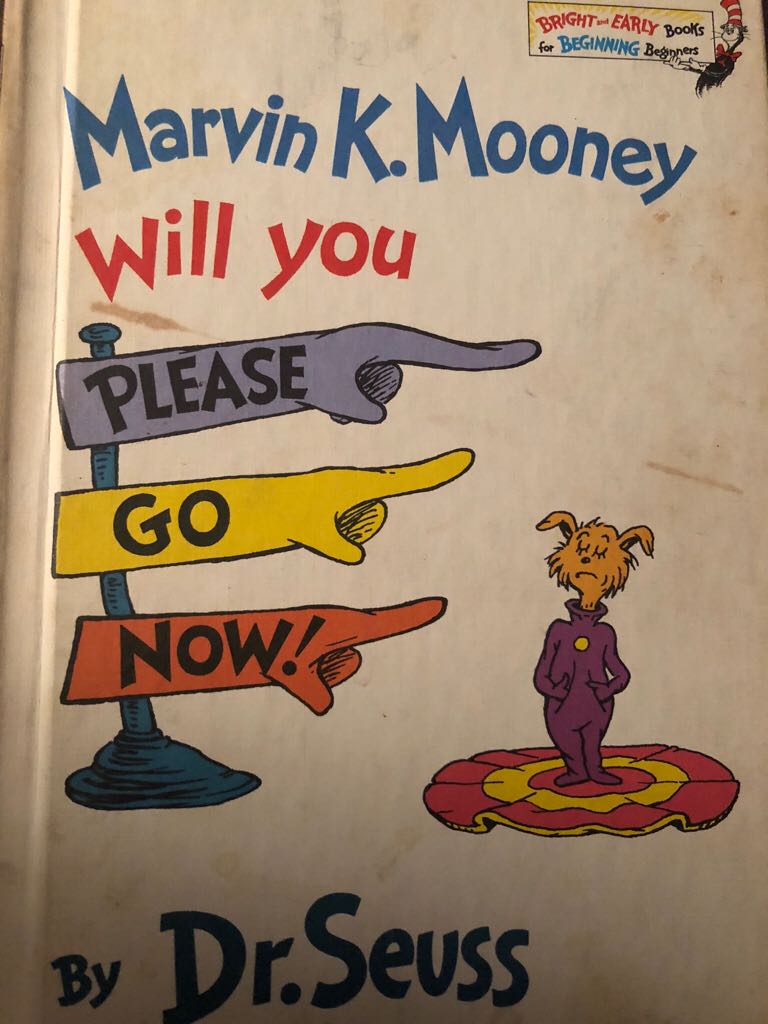 BRIGHT and EARLY Books
for BEGINNING Beginners
Marvin K. Mooney
Will you
PLEASE
GO
NOW!
By Dr. Seuss